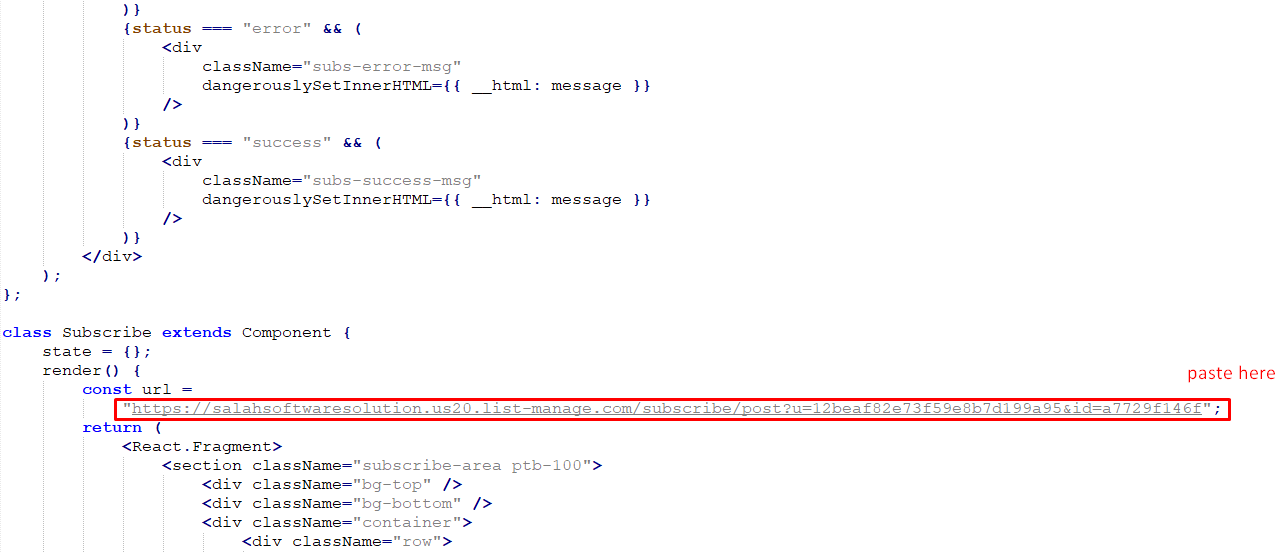 )}
{status === "error" && (
<div
className="subs-error-msg"
dangerouslySetInnerHTML={{ __html: message }}
/>
)}
{status === "success" && (
<div
className="subs-success-msg"
dangerouslySetInnerHTML={{ __html: message }}
/>
)}
</div>
);
};
class Subscribe extends Component {
state = {};
render() {
paste here
const url =
"https://salahsoftwaresolution.us20.list-manage.com/subscribe/post?u=12beaf82e73f59e8b7d199a95&id=a7729f146f";
return (
<React.Fragment>
<section className="subscribe-area ptb-100">
<div className="bg-top" />
<div className="bg-bottom" />
<div className="container">
<div className="row">